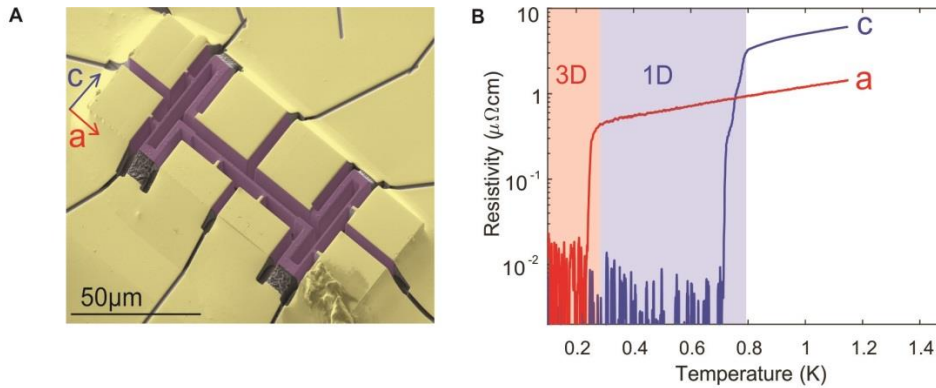 A
c
a
50µm
B
Resistivity (µΩcm)
10
1
10⁻¹
10⁻²
3D
1D
c
a
0.2
0.4
0.6
0.8
1
1.2
1.4
Temperature (K)